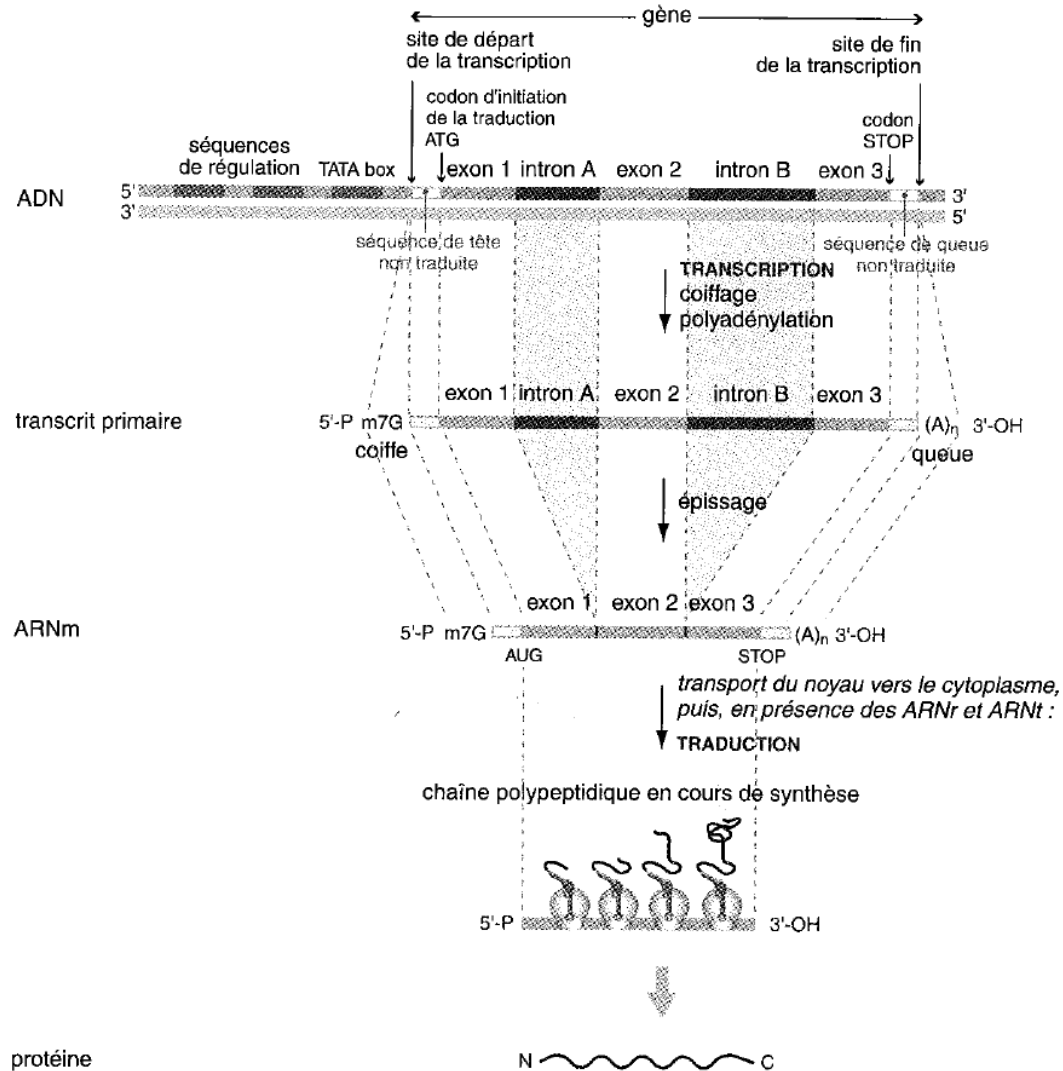 gène
site de départ
de la transcription
site de fin
de la transcription
codon d'initiation
de la traduction
ATG
codon
STOP
séquences
de régulation
TATA box
exon 1
intron A
exon 2
intron B
exon 3
ADN
5'
3'
3'
5'
séquence de tête
non traduite
séquence de queue
non traduite
TRANSCRIPTION
coiffage
polyadénylation
exon 1
intron A
exon 2
intron B
exon 3
transcrit primaire
5'-P m7G
(A)n 3'-OH
coiffe
queue
épissage
exon 1
exon 2
exon 3
ARNm
5'-P m7G
(A)n 3'-OH
AUG
STOP
transport du noyau vers le cytoplasme,
puis, en présence des ARNr et ARNt :
TRADUCTION
chaîne polypeptidique en cours de synthèse
5'-P
3'-OH
protéine
N
C